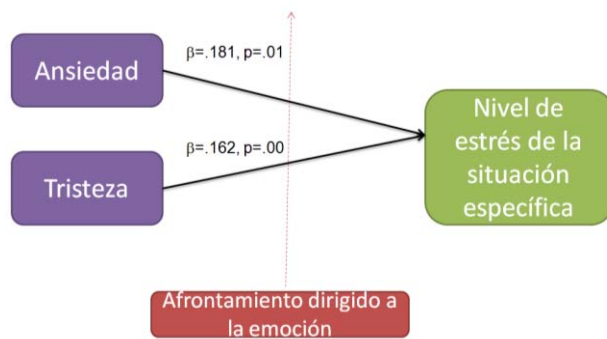 β=.181, p=.01
Ansiedad
β=.162, p=.00
Tristeza
Nivel de
estrés de la
situación
específica
Afrontamiento dirigido a
la emoción